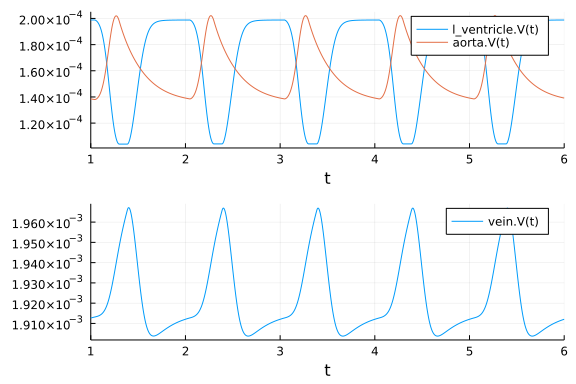 2.00×10⁻⁴
1.80×10⁻⁴
1.60×10⁻⁴
1.40×10⁻⁴
1.20×10⁻⁴
l_ventricle.V(t)
aorta.V(t)
1 2 3 4 5 6
t
1.960×10⁻³
1.950×10⁻³
1.940×10⁻³
1.930×10⁻³
1.920×10⁻³
1.910×10⁻³
vein.V(t)
1 2 3 4 5 6
t